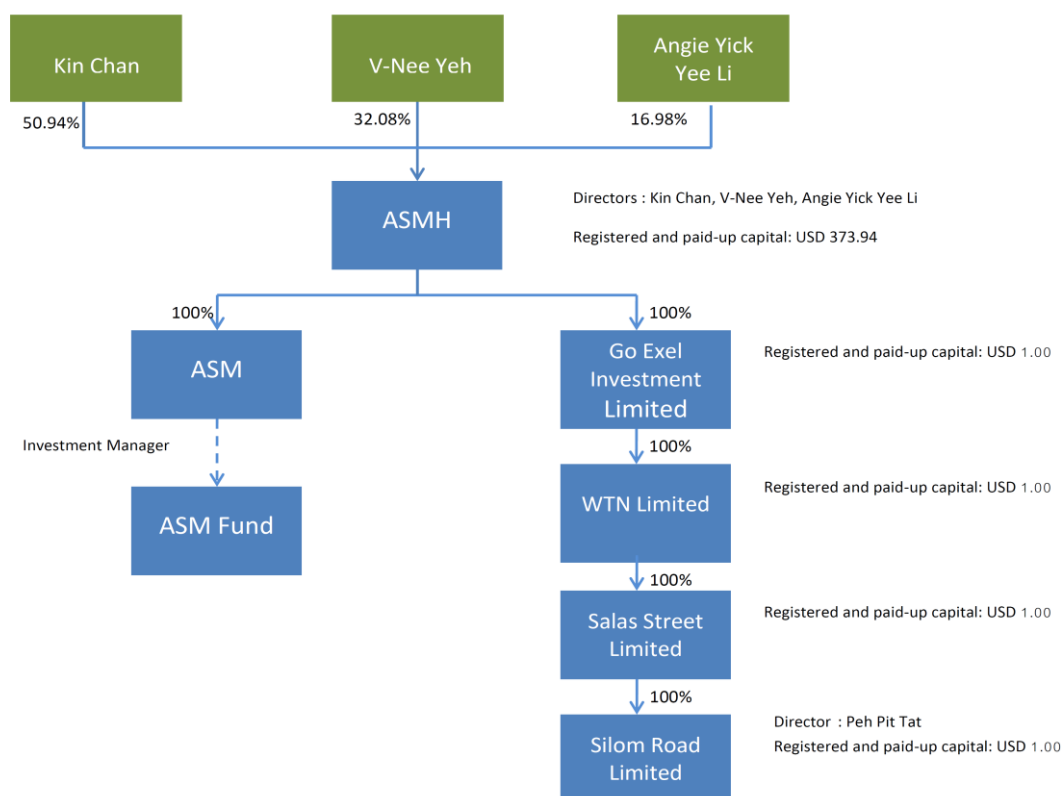 Kin Chan
V-Nee Yeh
Angie Yick
Yee Li
50.94%
32.08%
16.98%
ASMH
Directors : Kin Chan, V-Nee Yeh, Angie Yick Yee Li
Registered and paid-up capital: USD 373.94
100%
100%
ASM
Go Exel
Investment
Limited
Registered and paid-up capital: USD 1.00
Investment Manager
100%
ASM Fund
WTN Limited
Registered and paid-up capital: USD 1.00
100%
Salas Street
Limited
Registered and paid-up capital: USD 1.00
100%
Silom Road
Limited
Director : Peh Pit Tat
Registered and paid-up capital: USD 1.00